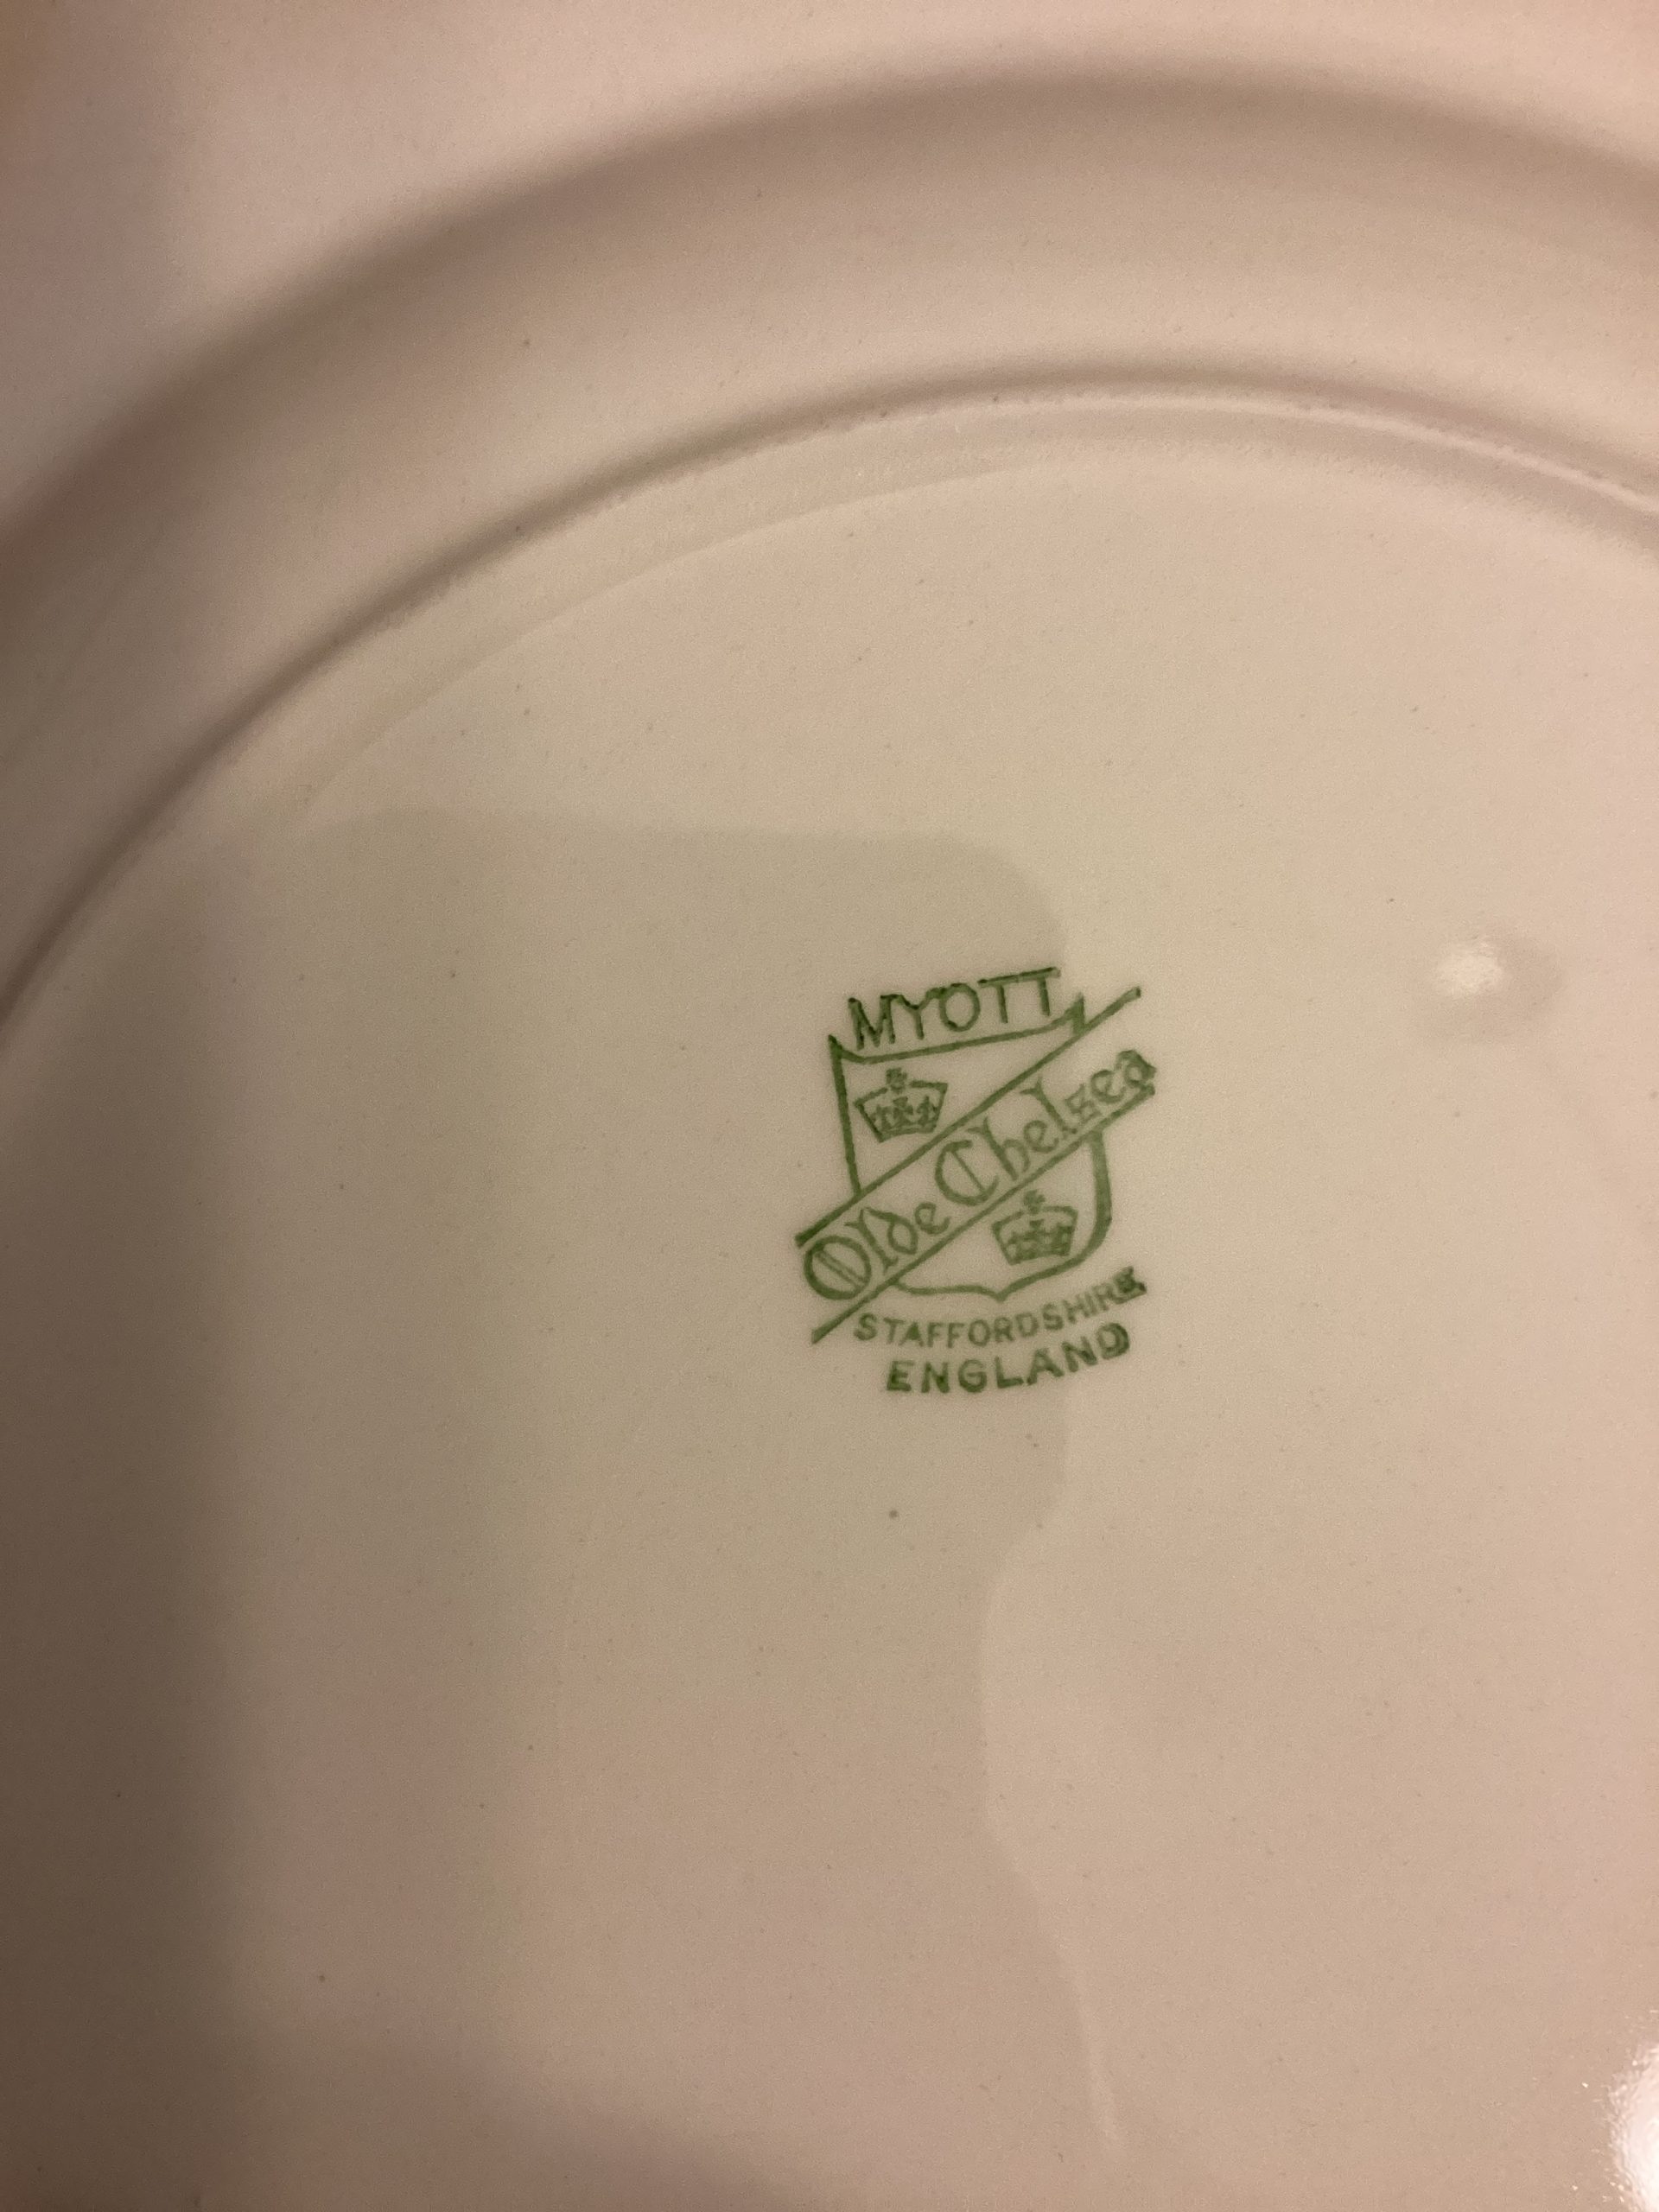 MYOTT
Olde Chelsea
STAFFORDSHIRE
ENGLAND